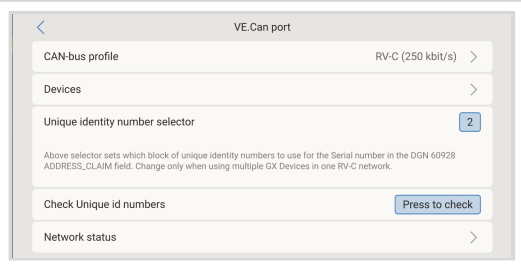 VE.Can port
CAN-bus profile RV-C (250 kbit/s)
Devices
Unique identity number selector 2
Above selector sets which block of unique identity numbers to use for the Serial number in the DGN 60928
ADDRESS_CLAIM field. Change only when using multiple GX Devices in one RV-C network.
Check Unique id numbers Press to check
Network status